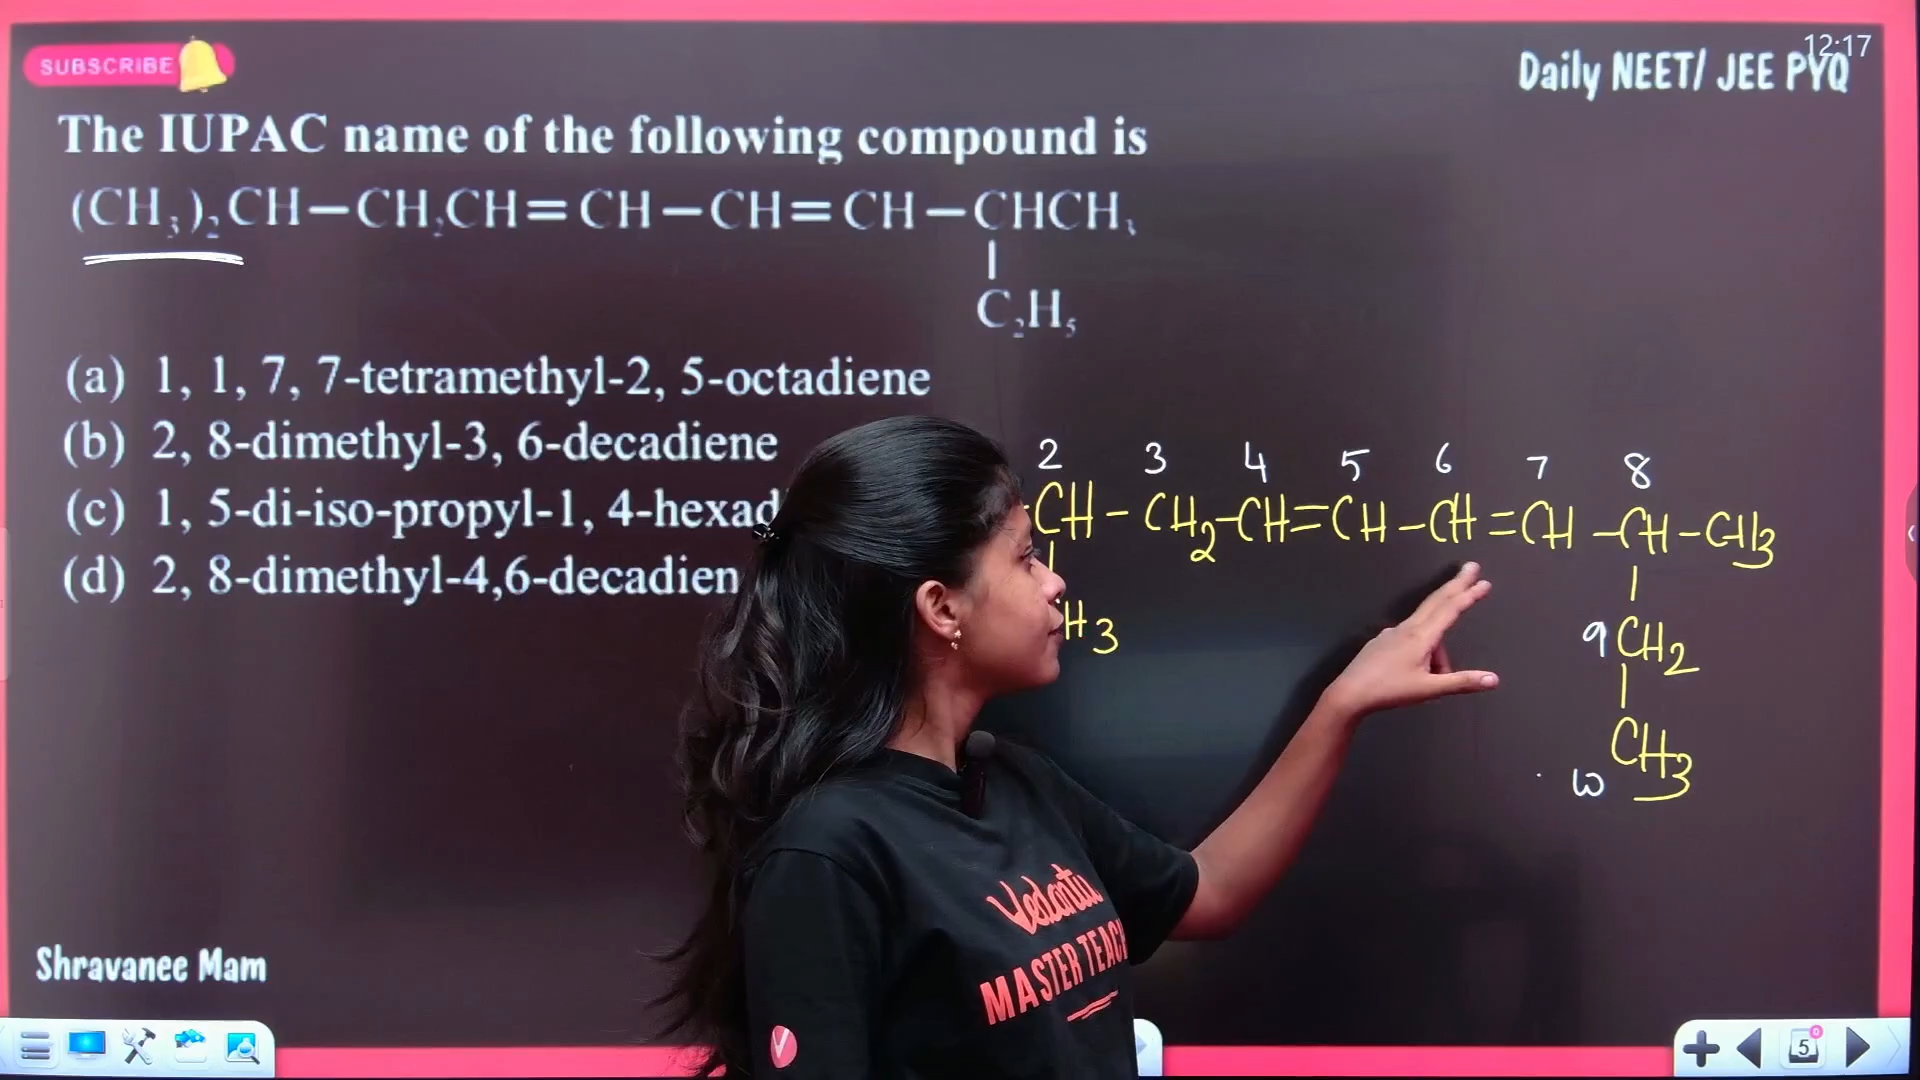 12:17
SUBSCRIBE
Daily NEET/ JEE PYQ
The IUPAC name of the following compound is
(CH₃)₂CH—CH₂CH=CH—CH=CH—CHCH₃
C₂H₅
(a) 1, 1, 7, 7-tetramethyl-2, 5-octadiene
(b) 2, 8-dimethyl-3, 6-decadiene
(c) 1, 5-di-iso-propyl-1, 4-hexad
(d) 2, 8-dimethyl-4,6-decadien
2 3 4 5 6 7 8
-CH-CH₂-CH=CH-CH=CH-CH-CH₃
H₃
9 CH₂
CH₃
10
Vedantu
MASTER TEAC
Shravanee Mam
5
0